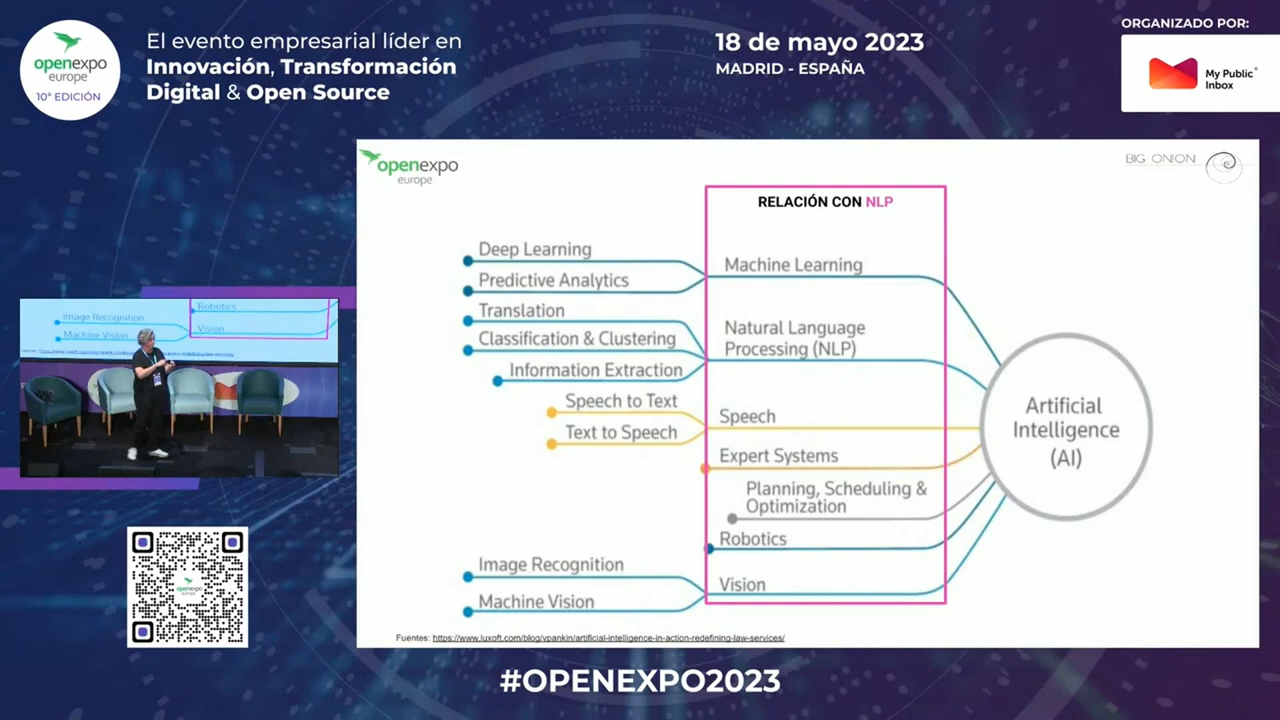 openexpo
europe
10ª EDICIÓN
El evento empresarial líder en
Innovación, Transformación
Digital & Open Source
18 de mayo 2023
MADRID - ESPAÑA
ORGANIZADO POR:
My Public
Inbox
openexpo
europe
BIG ONION
RELACIÓN CON NLP
Deep Learning
Predictive Analytics
Translation
Classification & Clustering
Information Extraction
Speech to Text
Text to Speech
Image Recognition
Machine Vision
Machine Learning
Natural Language
Processing (NLP)
Speech
Expert Systems
Planning, Scheduling &
Optimization
Robotics
Vision
Artificial
Intelligence
(AI)
Fuentes: https://www.luxoft.com/blog/vpankin/artificial-intelligence-in-action-redefining-law-services/
Robotics
Image Recognition
Vision
Machine Vision
openexpo
europe
#OPENEXPO2023